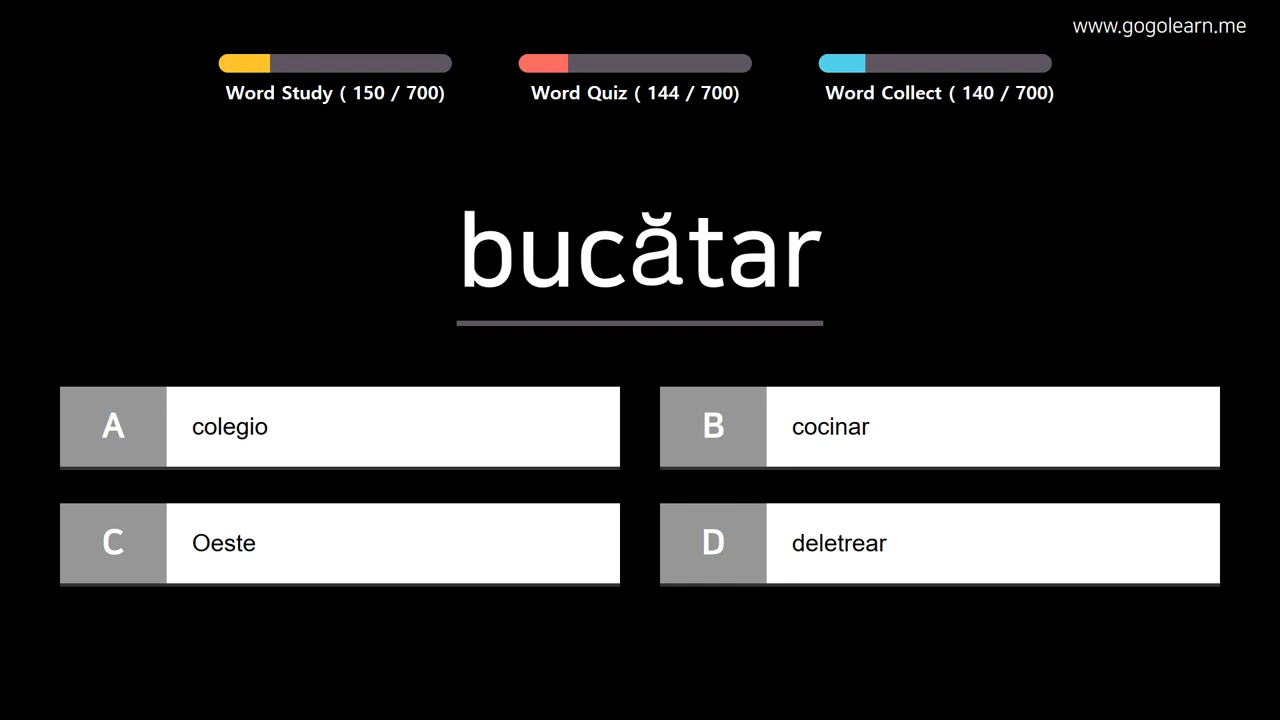 www.gogolearn.me
Word Study ( 150 / 700)
Word Quiz ( 144 / 700)
Word Collect ( 140 / 700)
bucătar
A colegio
B cocinar
C Oeste
D deletrear